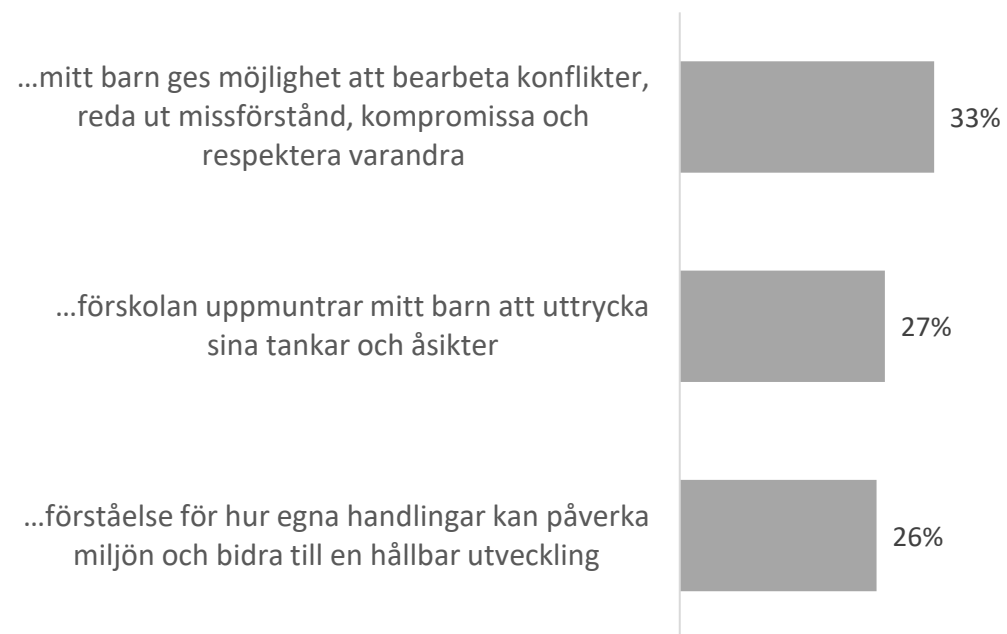 …mitt barn ges möjlighet att bearbeta konflikter,
reda ut missförstånd, kompromissa och
respektera varandra
33%
…förskolan uppmuntrar mitt barn att uttrycka
sina tankar och åsikter
27%
…förståelse för hur egna handlingar kan påverka
miljön och bidra till en hållbar utveckling
26%